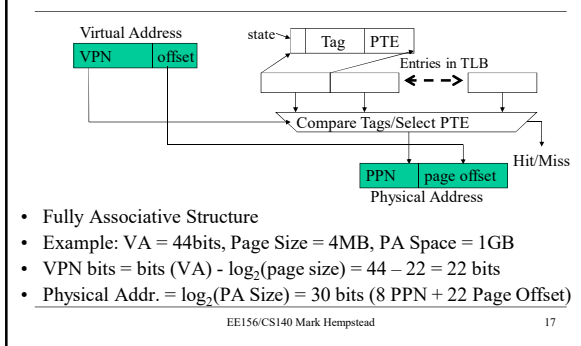 Virtual Address
VPN offset
state
Tag PTE
Entries in TLB
Compare Tags/Select PTE
Hit/Miss
PPN page offset
Physical Address
• Fully Associative Structure
• Example: VA = 44bits, Page Size = 4MB, PA Space = 1GB
• VPN bits = bits (VA) - log₂(page size) = 44 – 22 = 22 bits
• Physical Addr. = log₂(PA Size) = 30 bits (8 PPN + 22 Page Offset)
EE156/CS140 Mark Hempstead 17